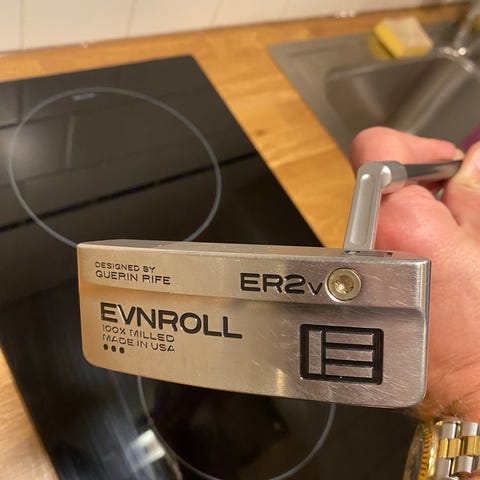 DESIGNED BY
GUERIN RIFE
ER2v
EVNROLL
100% MILLED
MADE IN USA